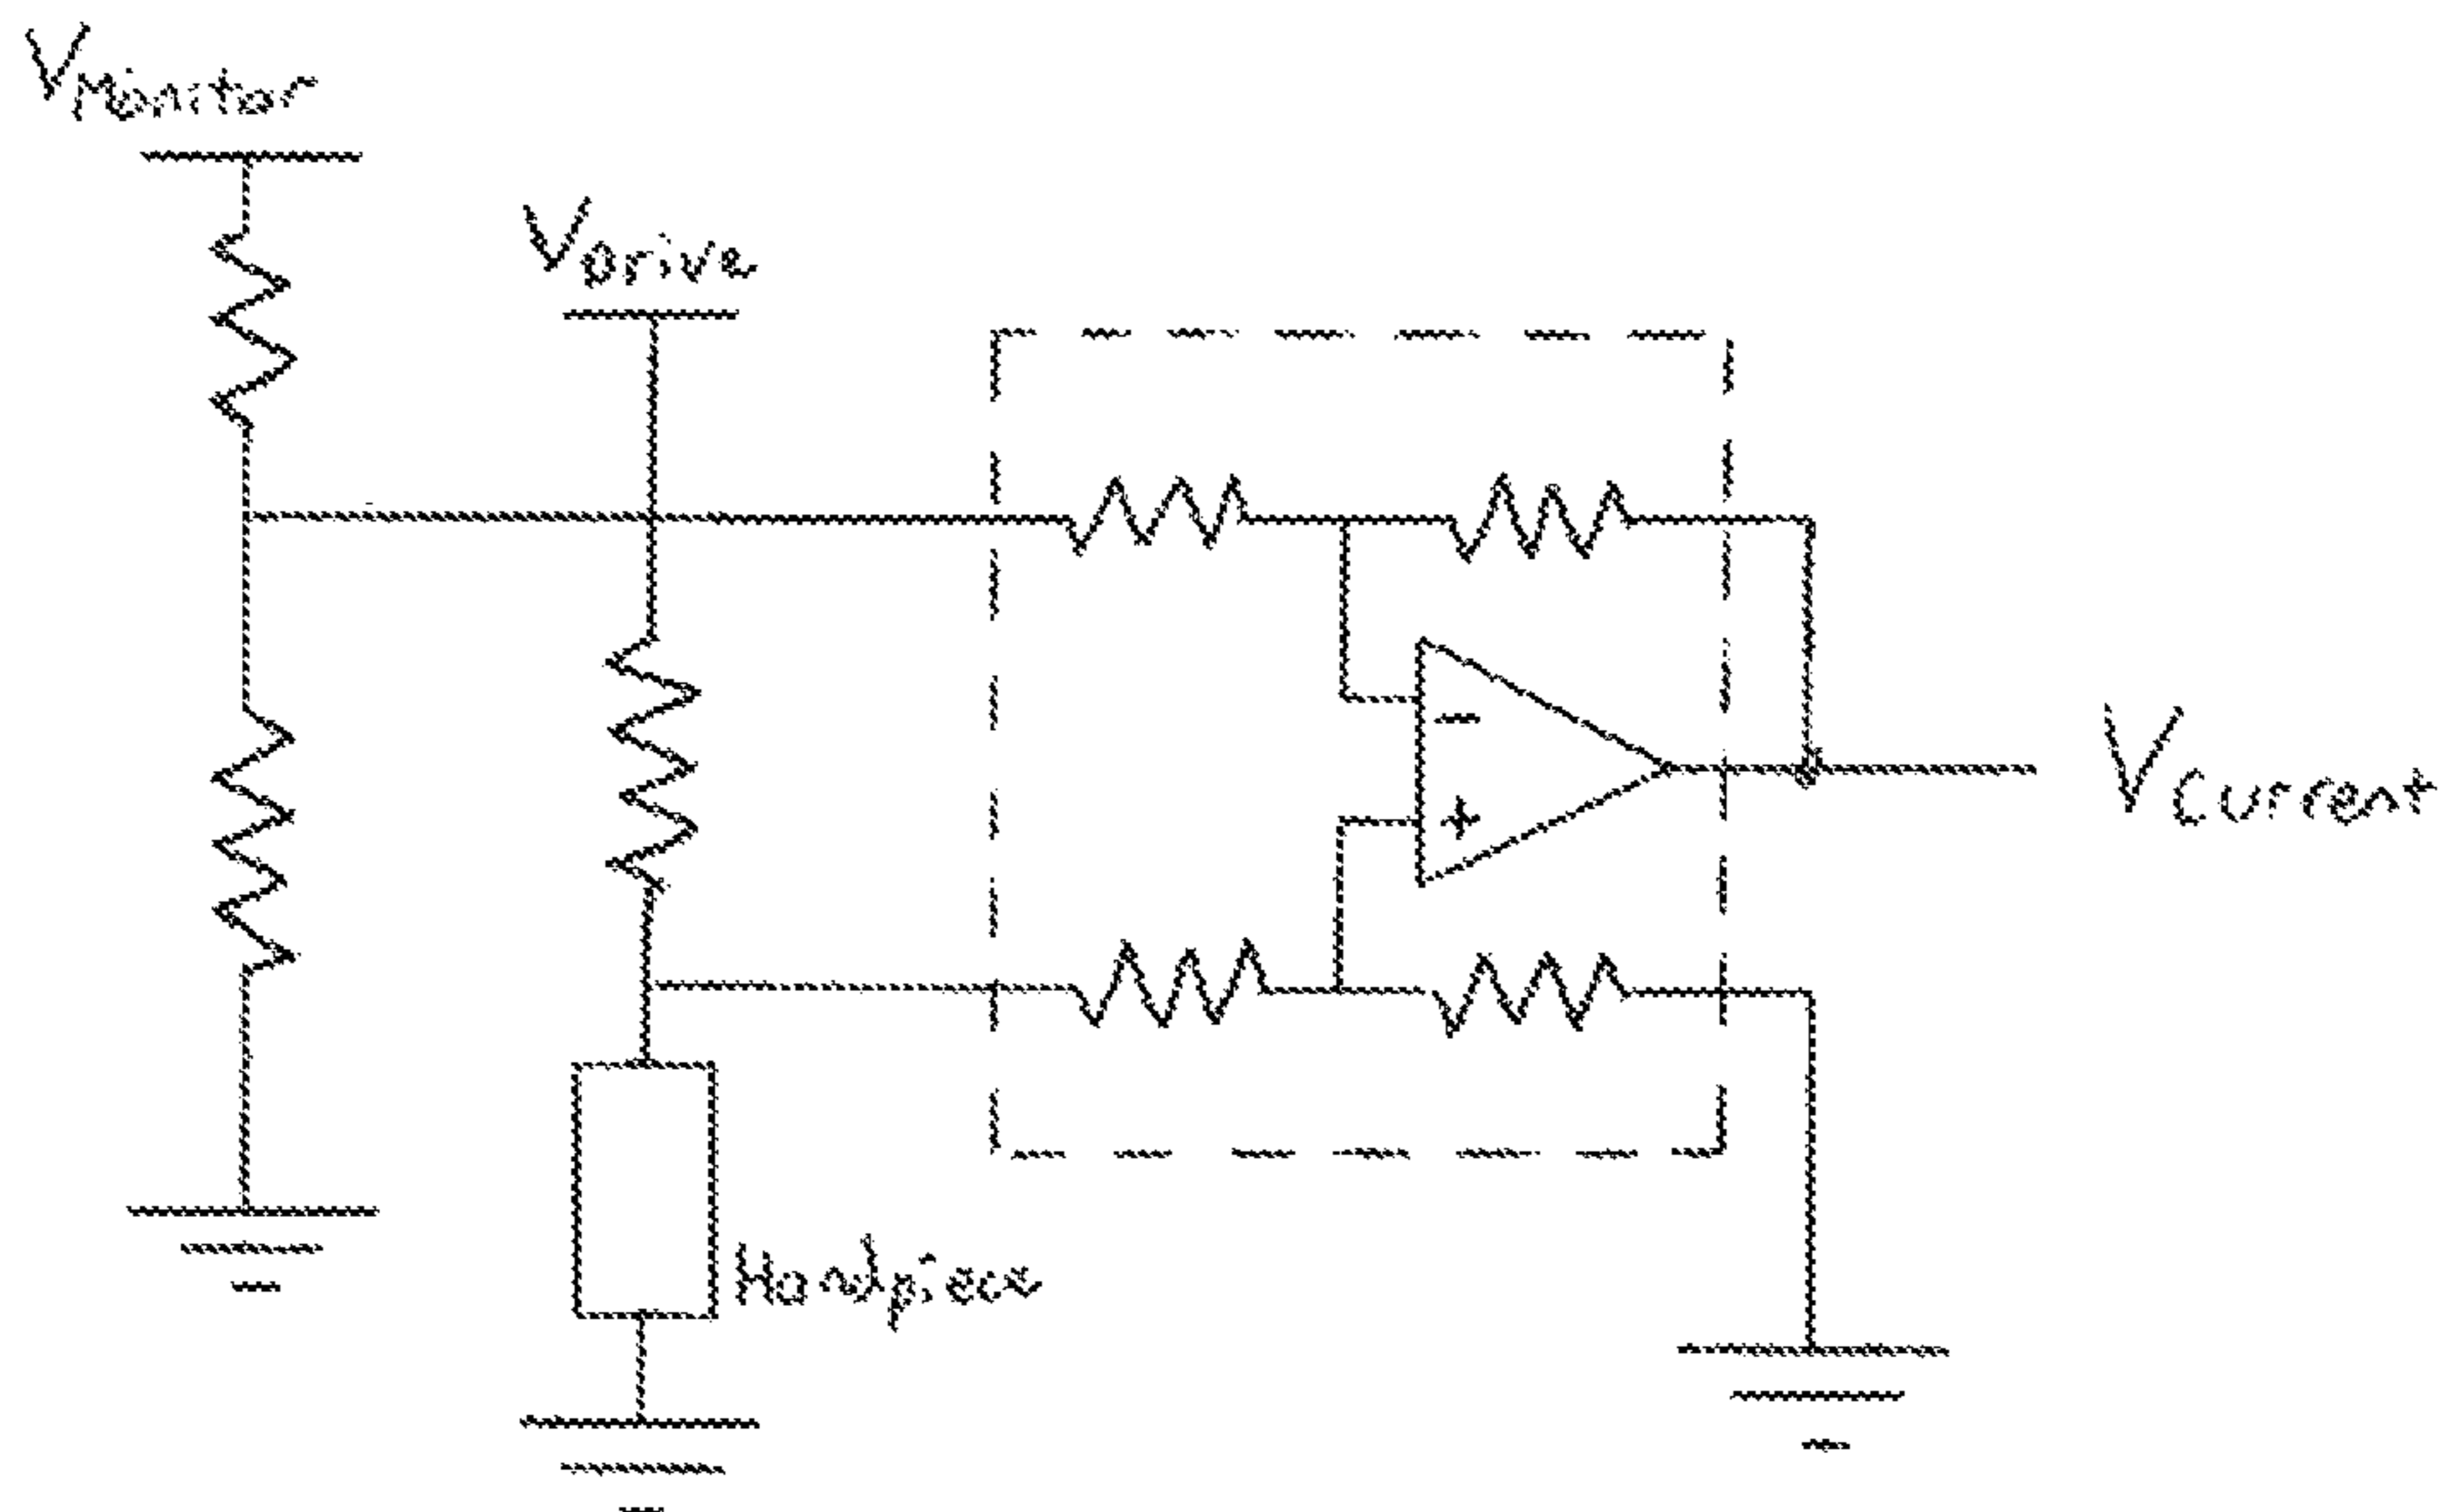 VMonitor
VDrive
−
+
VCurrent
Handpiece